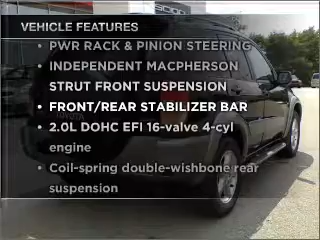 VEHICLE FEATURES
• PWR RACK & PINION STEERING
• INDEPENDENT MACPHERSON
STRUT FRONT SUSPENSION
• FRONT/REAR STABILIZER BAR
• 2.0L DOHC EFI 16-valve 4-cyl
engine
• Coil-spring double-wishbone rear
suspension
TOYOTA